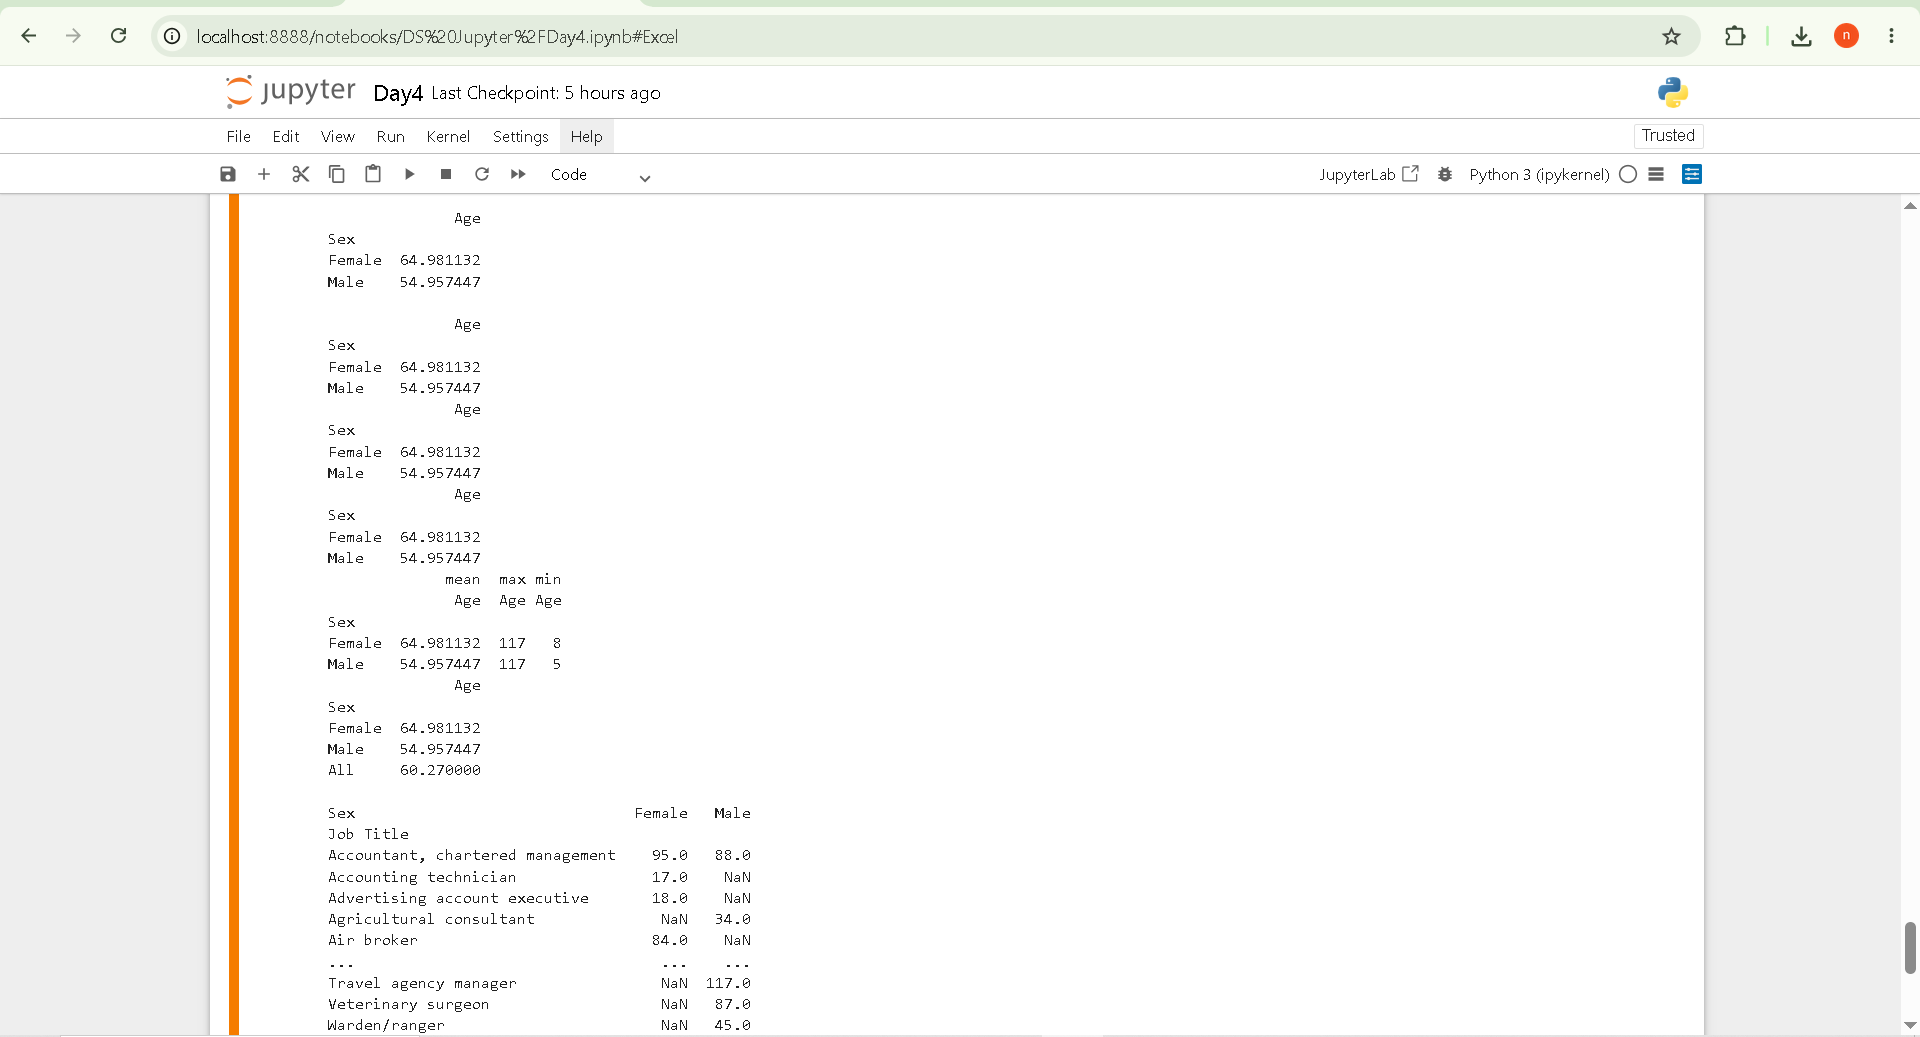 localhost:8888/notebooks/DS%20Jupyter%2FDay4.ipynb#Excel
n
jupyter Day4 Last Checkpoint: 5 hours ago
File Edit View Run Kernel Settings Help
Trusted
Code
JupyterLab
Python 3 (ipykernel)
Age
Sex
Female 64.981132
Male 54.957447
Age
Sex
Female 64.981132
Male 54.957447
Age
Sex
Female 64.981132
Male 54.957447
Age
Sex
Female 64.981132
Male 54.957447
mean max min
Age Age Age
Sex
Female 64.981132 117 8
Male 54.957447 117 5
Age
Sex
Female 64.981132
Male 54.957447
All 60.270000
Sex Female Male
Job Title
Accountant, chartered management 95.0 88.0
Accounting technician 17.0 NaN
Advertising account executive 18.0 NaN
Agricultural consultant NaN 34.0
Air broker 84.0 NaN
... ... ...
Travel agency manager NaN 117.0
Veterinary surgeon NaN 87.0
Warden/ranger NaN 45.0